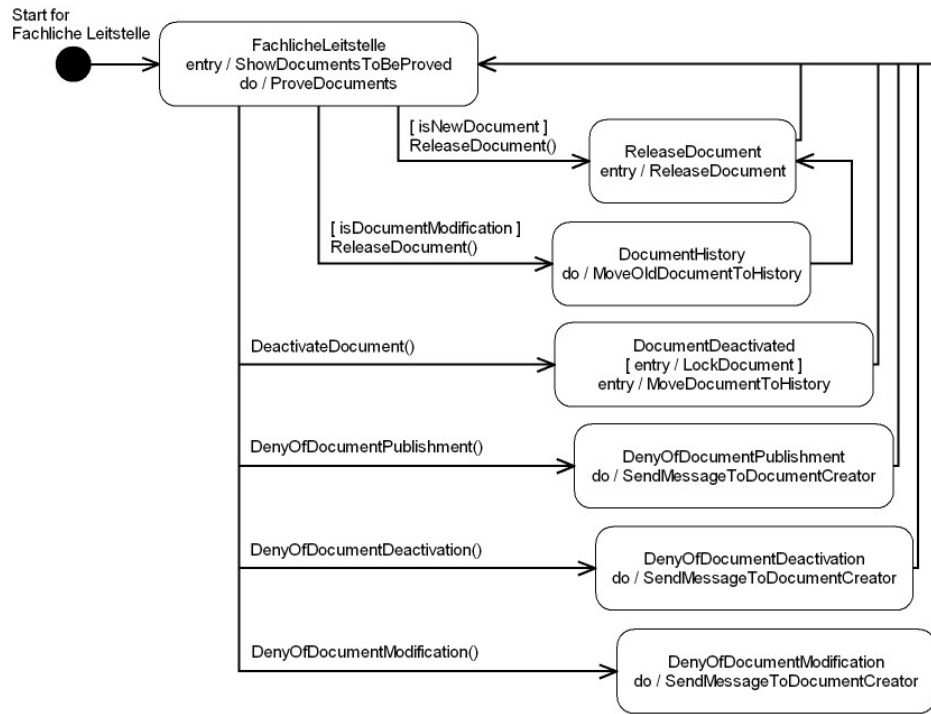 Start for
Fachliche Leitstelle
FachlicheLeitstelle
entry / ShowDocumentsToBeProved
do / ProveDocuments
[ isNewDocument ]
ReleaseDocument()
ReleaseDocument
entry / ReleaseDocument
[ isDocumentModification ]
ReleaseDocument()
DocumentHistory
do / MoveOldDocumentToHistory
DeactivateDocument()
DocumentDeactivated
[ entry / LockDocument ]
entry / MoveDocumentToHistory
DenyOfDocumentPublishment()
DenyOfDocumentPublishment
do / SendMessageToDocumentCreator
DenyOfDocumentDeactivation()
DenyOfDocumentDeactivation
do / SendMessageToDocumentCreator
DenyOfDocumentModification()
DenyOfDocumentModification
do / SendMessageToDocumentCreator